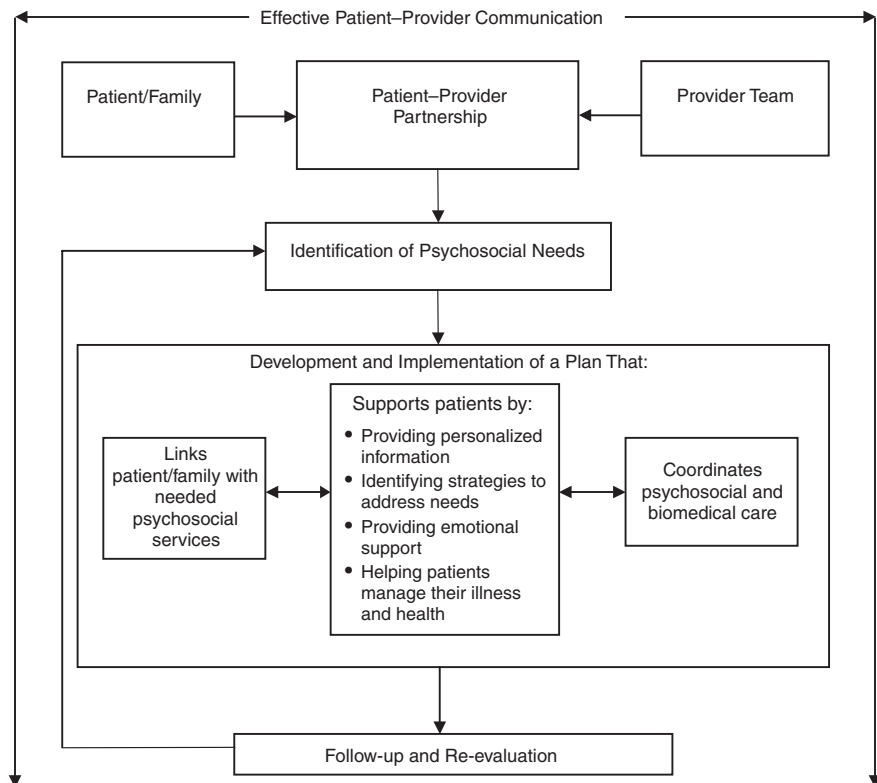 Effective Patient–Provider Communication
Patient/Family
Patient–Provider
Partnership
Provider Team
Identification of Psychosocial Needs
Development and Implementation of a Plan That:
Links
patient/family with
needed
psychosocial
services
Supports patients by:
• Providing personalized
information
• Identifying strategies to
address needs
• Providing emotional
support
• Helping patients
manage their illness
and health
Coordinates
psychosocial and
biomedical care
Follow-up and Re-evaluation